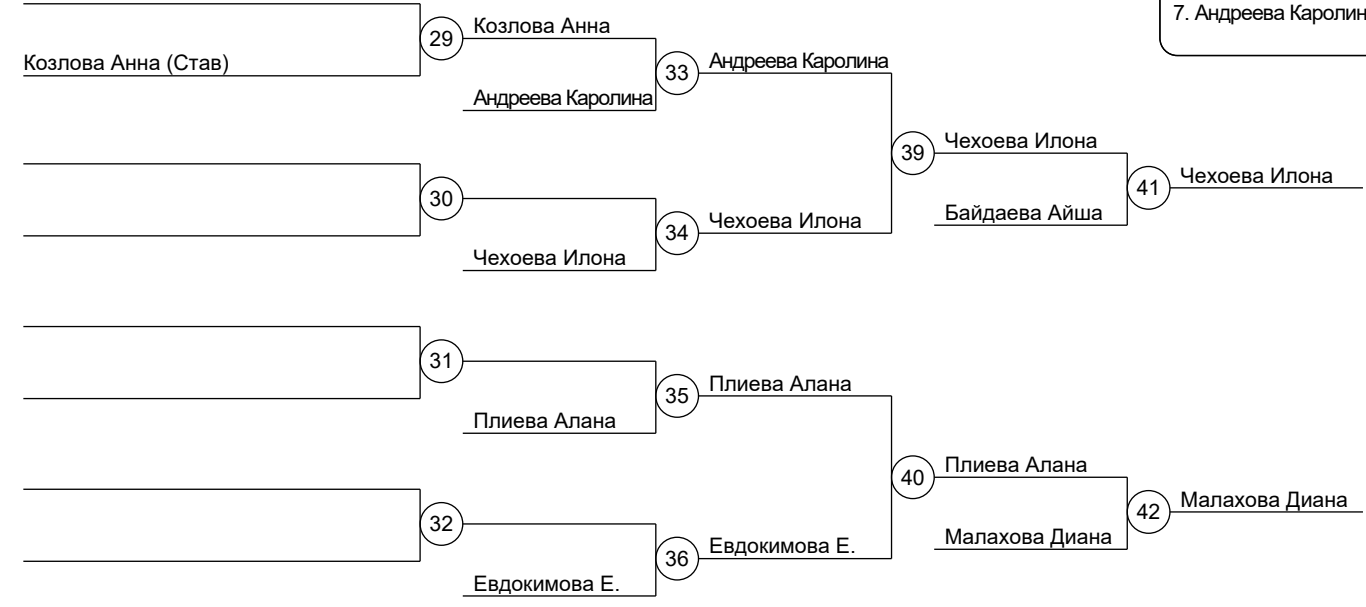 7. Андреева Каролин
29 Козлова Анна
Козлова Анна (Став)
33 Андреева Каролина
Андреева Каролина
39 Чехоева Илона
30
41 Чехоева Илона
Байдаева Айша
34 Чехоева Илона
Чехоева Илона
31
35 Плиева Алана
Плиева Алана
40 Плиева Алана
42 Малахова Диана
32
Малахова Диана
36 Евдокимова Е.
Евдокимова Е.